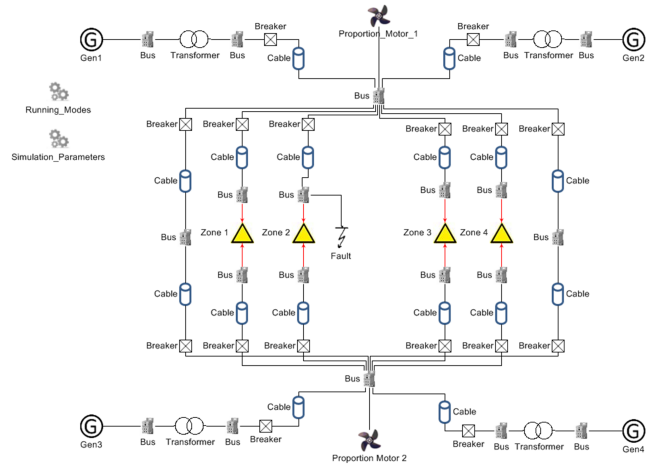 Breaker
Proportion_Motor_1
Breaker
Gen1
Bus
Transformer
Bus
Cable
Cable
Bus
Transformer
Bus
Gen2
Bus
Running_Modes
Breaker
Breaker
Breaker
Breaker
Breaker
Breaker
Simulation_Parameters
Cable
Cable
Cable
Cable
Cable
Cable
Bus
Bus
Bus
Bus
Bus
Zone 1
Zone 2
Zone 3
Zone 4
Bus
Fault
Bus
Bus
Bus
Bus
Cable
Cable
Cable
Cable
Cable
Cable
Breaker
Breaker
Breaker
Breaker
Breaker
Breaker
Bus
Cable
Cable
Gen3
Bus
Transformer
Bus
Breaker
Breaker
Bus
Transformer
Bus
Gen4
Proportion Motor 2